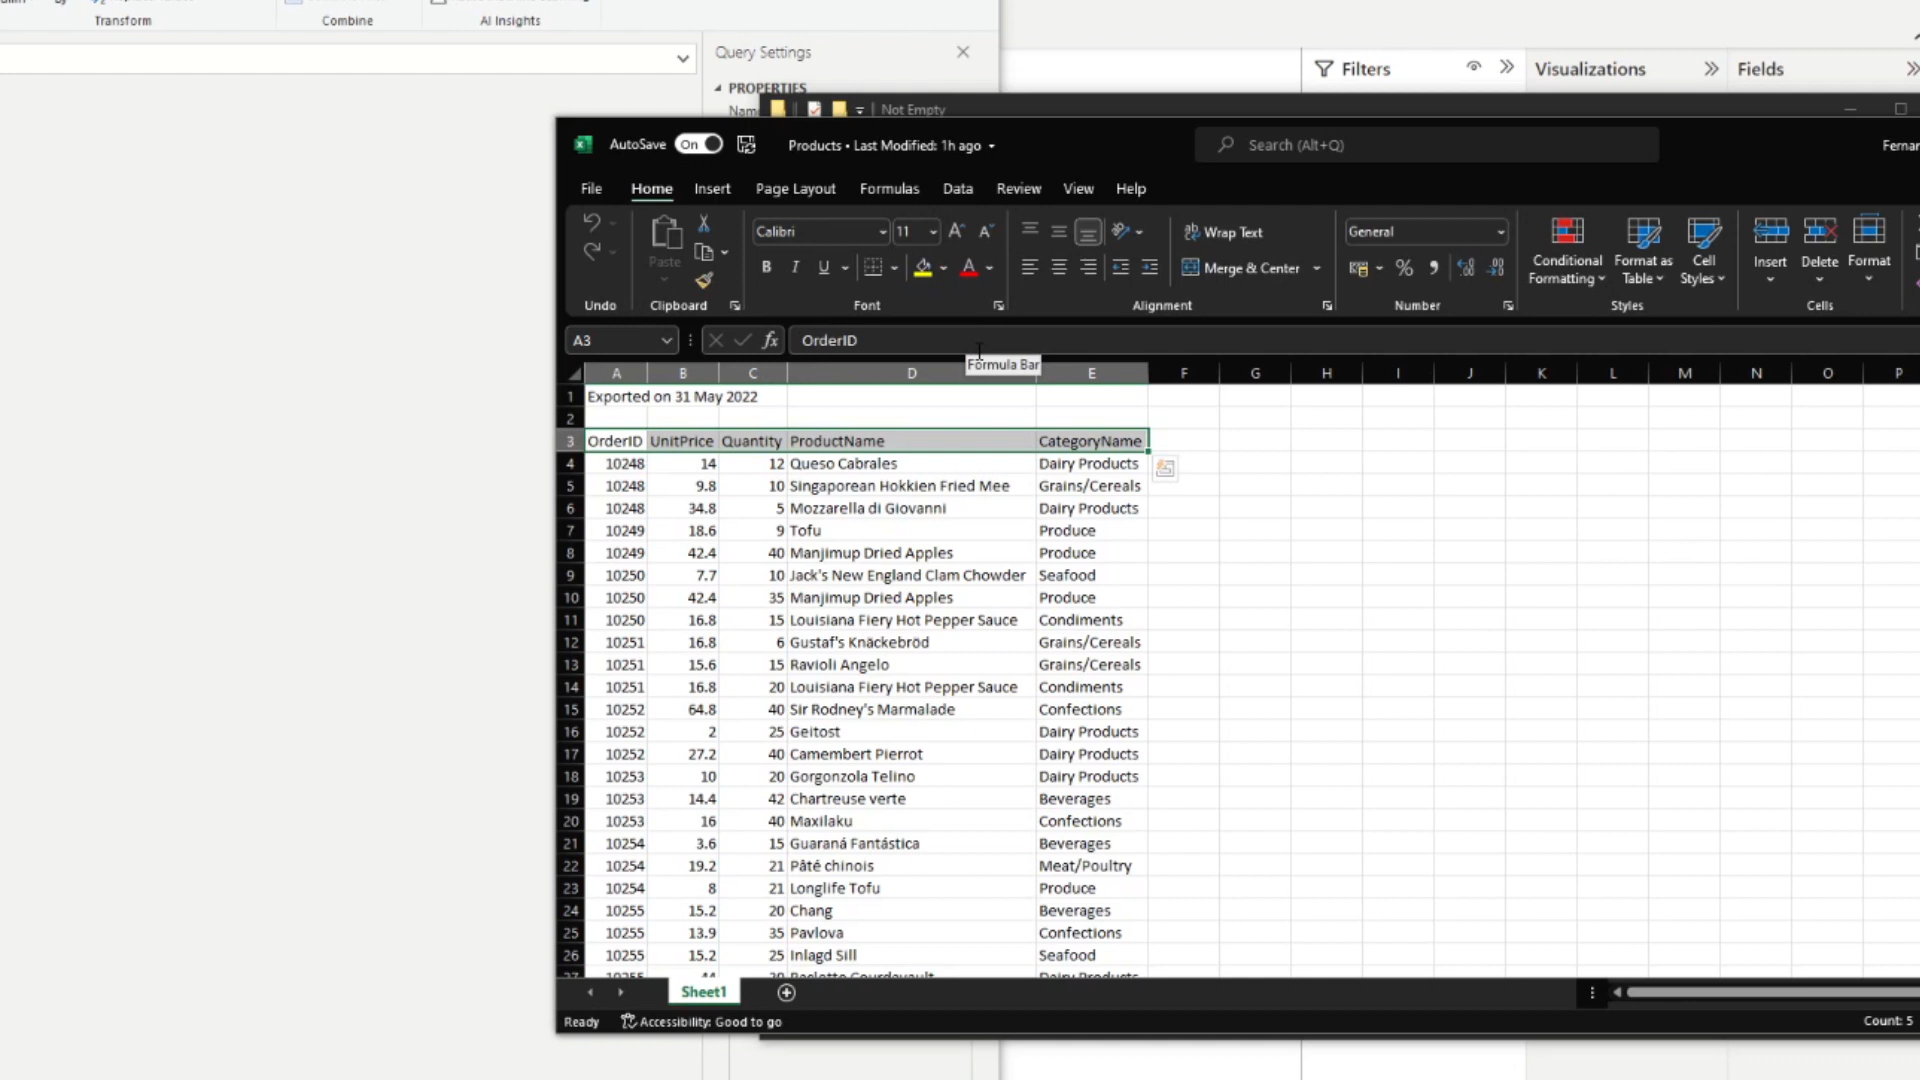 Transform
Combine
AI Insights
Query Settings
PROPERTIES
Filters
Visualizations
Fields
Not Empty
AutoSave On
Products • Last Modified: 1h ago
Search (Alt+Q)
File Home Insert Page Layout Formulas Data Review View Help
Paste
Calibri 11
B I U
Wrap Text
Merge & Center
General
Conditional Formatting
Format as Table
Cell Styles
Insert
Delete
Format
Undo Clipboard Font Alignment Number Styles Cells
A3 fx OrderID
Formula Bar
A B C D E F G H I J K L M N O P
1 Exported on 31 May 2022
2
3 OrderID UnitPrice Quantity ProductName CategoryName
4 10248 14 12 Queso Cabrales Dairy Products
5 10248 9.8 10 Singaporean Hokkien Fried Mee Grains/Cereals
6 10248 34.8 5 Mozzarella di Giovanni Dairy Products
7 10249 18.6 9 Tofu Produce
8 10249 42.4 40 Manjimup Dried Apples Produce
9 10250 7.7 10 Jack's New England Clam Chowder Seafood
10 10250 42.4 35 Manjimup Dried Apples Produce
11 10250 16.8 15 Louisiana Fiery Hot Pepper Sauce Condiments
12 10251 16.8 6 Gustaf's Knäckebröd Grains/Cereals
13 10251 15.6 15 Ravioli Angelo Grains/Cereals
14 10251 16.8 20 Louisiana Fiery Hot Pepper Sauce Condiments
15 10252 64.8 40 Sir Rodney's Marmalade Confections
16 10252 2 25 Geitost Dairy Products
17 10252 27.2 40 Camembert Pierrot Dairy Products
18 10253 10 20 Gorgonzola Telino Dairy Products
19 10253 14.4 42 Chartreuse verte Beverages
20 10253 16 40 Maxilaku Confections
21 10254 3.6 15 Guaraná Fantástica Beverages
22 10254 19.2 21 Pâté chinois Meat/Poultry
23 10254 8 21 Longlife Tofu Produce
24 10255 15.2 20 Chang Beverages
25 10255 13.9 35 Pavlova Confections
26 10255 15.2 25 Inlagd Sill Seafood
Sheet1
Ready Accessibility: Good to go Count: 5